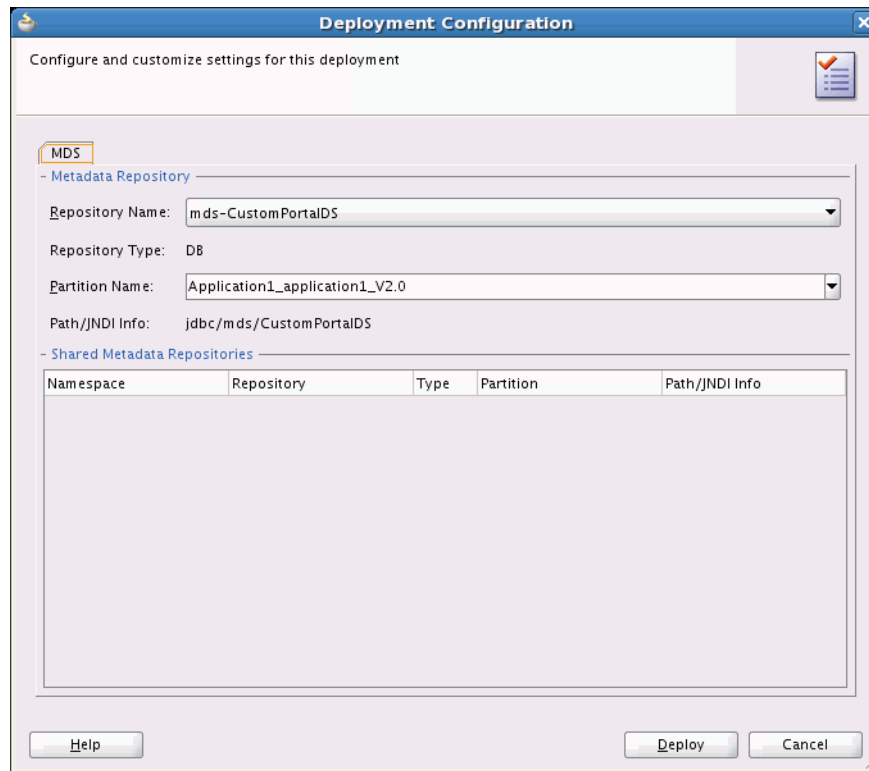 Deployment Configuration
Configure and customize settings for this deployment
MDS
Metadata Repository
Repository Name: mds-CustomPortalDS
Repository Type: DB
Partition Name: Application1_application1_V2.0
Path/JNDI Info: jdbc/mds/CustomPortalDS
Shared Metadata Repositories
Namespace Repository Type Partition Path/JNDI Info
Help Deploy Cancel